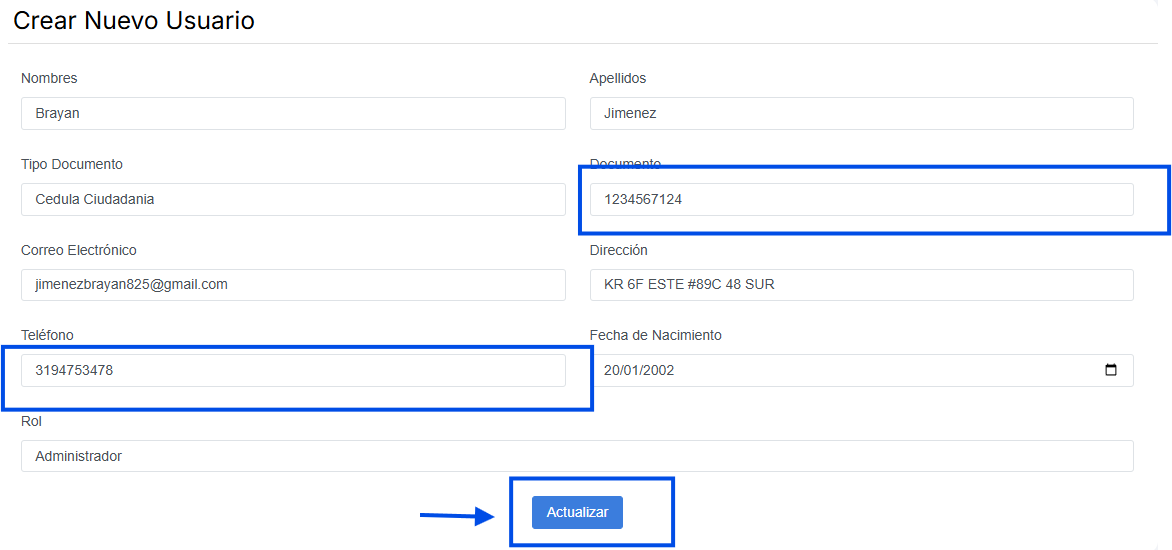 Crear Nuevo Usuario
Nombres Apellidos
Brayan Jimenez
Tipo Documento Documento
Cedula Ciudadania 1234567124
Correo Electrónico Dirección
jimenezbrayan825@gmail.com KR 6F ESTE #89C 48 SUR
Teléfono Fecha de Nacimiento
3194753478 20/01/2002
Rol
Administrador
Actualizar